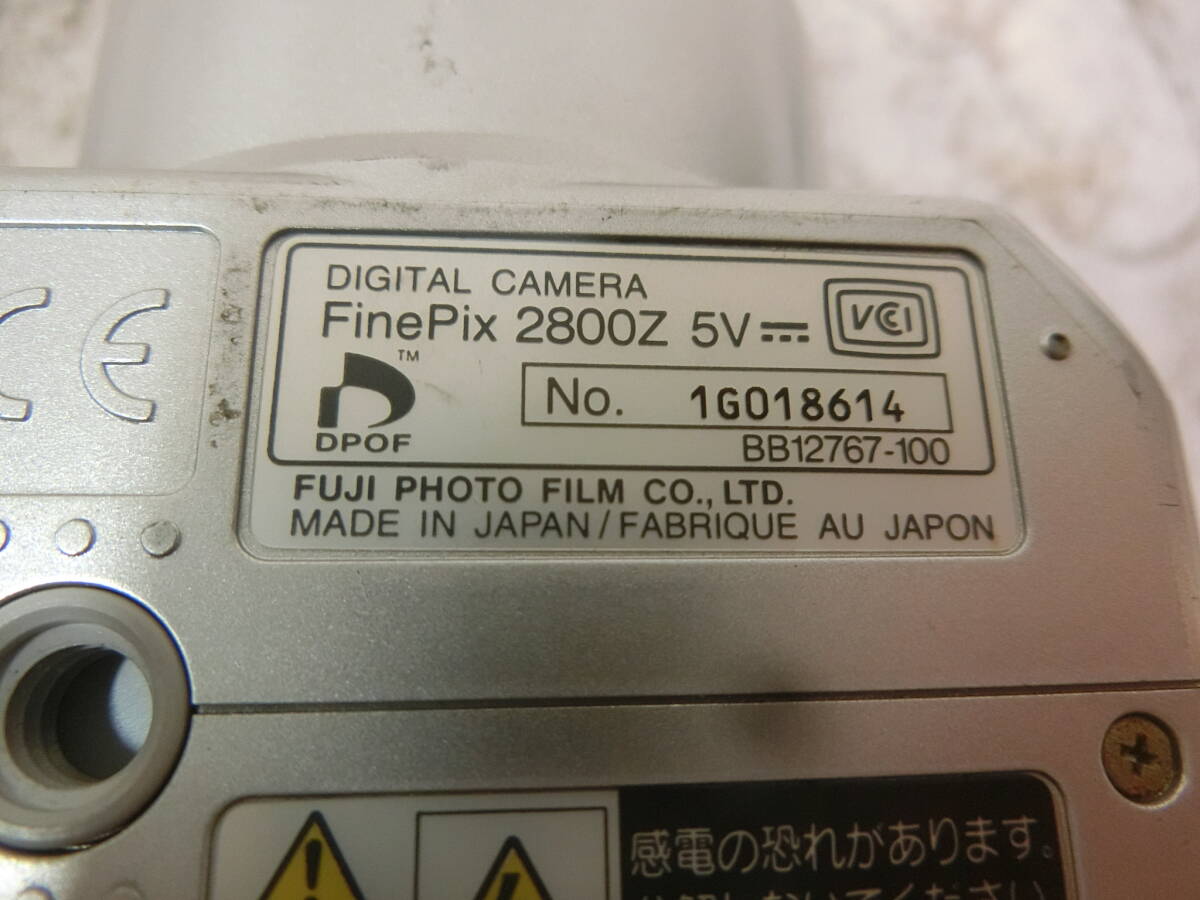 DIGITAL CAMERA
FinePix 2800Z 5V⎓
VCCI
DPOF™
No. 1G018614
BB12767-100
FUJI PHOTO FILM CO., LTD.
MADE IN JAPAN/FABRIQUE AU JAPON
CE
感電の恐れがあります。